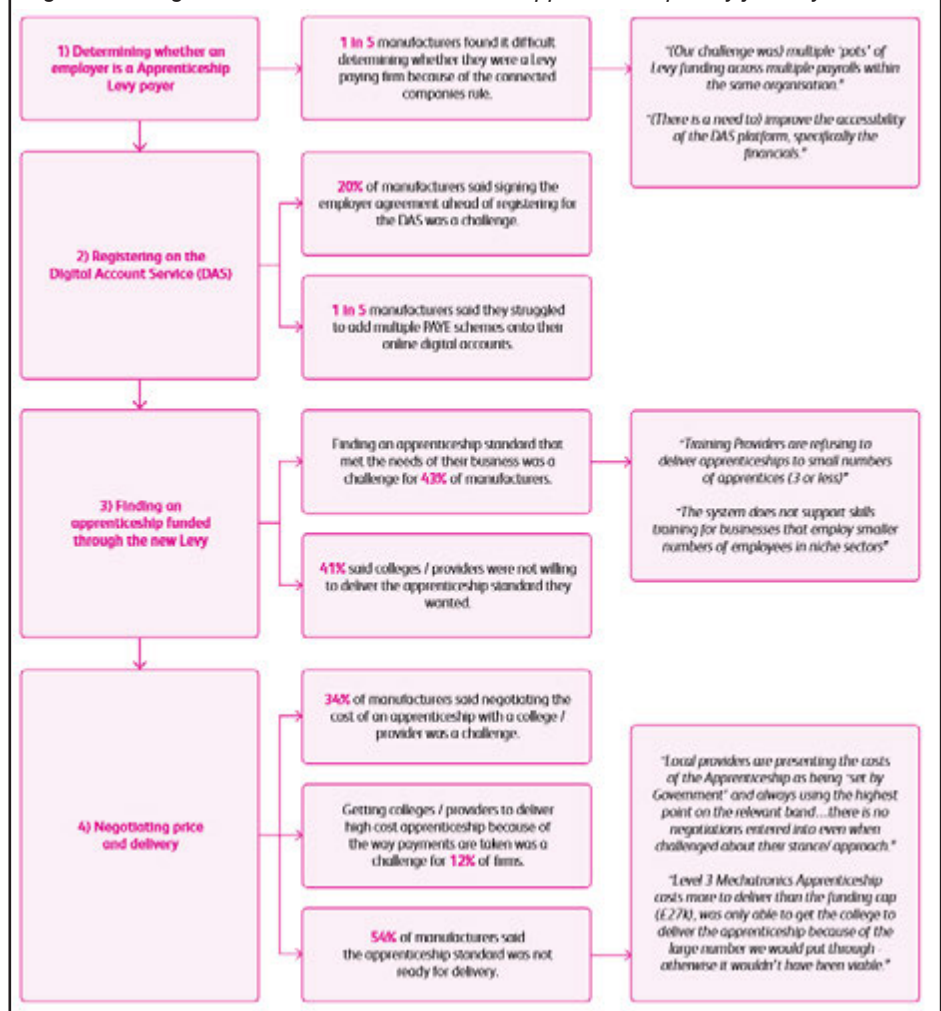 1) Determining whether an
employer is a Apprenticeship
Levy payer
1 in 5 manufacturers found it difficult
determining whether they were a Levy
paying firm because of the connected
companies rule.
"(Our challenge was) multiple 'pots' of
Levy funding across multiple payrolls within
the same organisation."
"(There is a need to) improve the accessibility
of the DAS platform, specifically the
financials."
2) Registering on the
Digital Account Service (DAS)
20% of manufacturers said signing the
employer agreement ahead of registering for
the DAS was a challenge.
1 in 5 manufacturers said they struggled
to add multiple PAYE schemes onto their
online digital accounts.
3) Finding an
apprenticeship funded
through the new Levy
Finding an apprenticeship standard that
met the needs of their business was a
challenge for 43% of manufacturers.
"Training Providers are refusing to
deliver apprenticeships to small numbers
of apprentices (3 or less)"
"The system does not support skills
training for businesses that employ smaller
numbers of employees in niche sectors"
41% said colleges / providers were not willing
to deliver the apprenticeship standard they
wanted.
4) Negotiating price
and delivery
34% of manufacturers said negotiating the
cost of an apprenticeship with a college /
provider was a challenge.
Getting colleges / providers to deliver
high cost apprenticeship because of
the way payments are taken was a
challenge for 12% of firms.
54% of manufacturers said
the apprenticeship standard was not
ready for delivery.
"Local providers are presenting the costs
of the Apprenticeship as being "set by
Government" and always using the highest
point on the relevant band...there is no
negotiations entered into even when
challenged about their stance/ approach."
"Level 3 Mechatronics Apprenticeship
costs more to deliver than the funding cap
(£27k), was only able to get the college to
deliver the apprenticeship because of the
large number we would put through
otherwise it wouldn't have been viable."